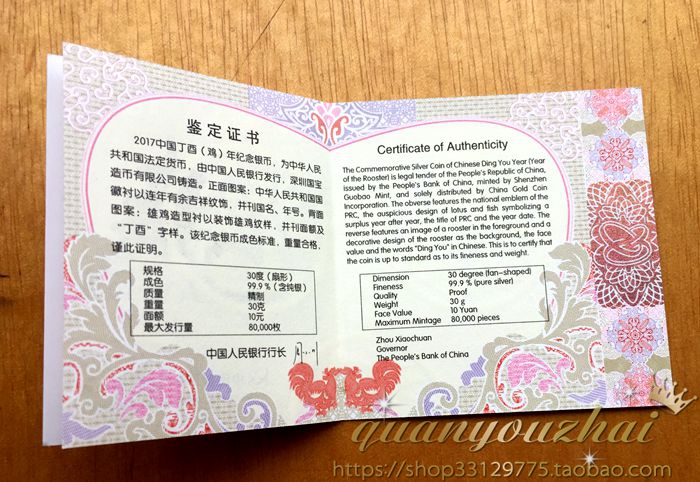 鉴定证书
2017中国丁酉（鸡）年纪念银币，为中华人民
共和国法定货币，由中国人民银行发行，深圳国宝
造币有限公司铸造。正面图案：中华人民共和国国
徽衬以连年有余吉祥纹饰，并刊国名、年号。背面
图案：雄鸡造型衬以装饰雄鸡纹样，并刊面额及
“丁酉”字样。该纪念银币成色标准，重量合格，
谨此证明。
规格 30度（扇形）
成色 99.9%（含纯银）
质量 精制
重量 30克
面额 10元
最大发行量 80,000枚
中国人民银行行长
Certificate of Authenticity
The Commemorative Silver Coin of Chinese Ding You Year (Year
of the Rooster) is legal tender of the People's Republic of China,
issued by the People's Bank of China, minted by Shenzhen
Guobao Mint, and solely distributed by China Gold Coin
Incorporation. The obverse features the national emblem of the
PRC, the auspicious design of lotus and fish symbolizing a
surplus year after year, the title of PRC and the year date. The
reverse features an image of a rooster in the foreground and a
decorative design of the rooster as the background, the face
value and the words "Ding You" in Chinese. This is to certify that
the coin is up to standard as to its fineness and weight.
Dimension 30 degree (fan-shaped)
Fineness 99.9 % (pure silver)
Quality Proof
Weight 30 g
Face Value 10 Yuan
Maximum Mintage 80,000 pieces
Zhou Xiaochuan
Governor
The People's Bank of China
quanyouzhai
https://shop33129775.taobao.com